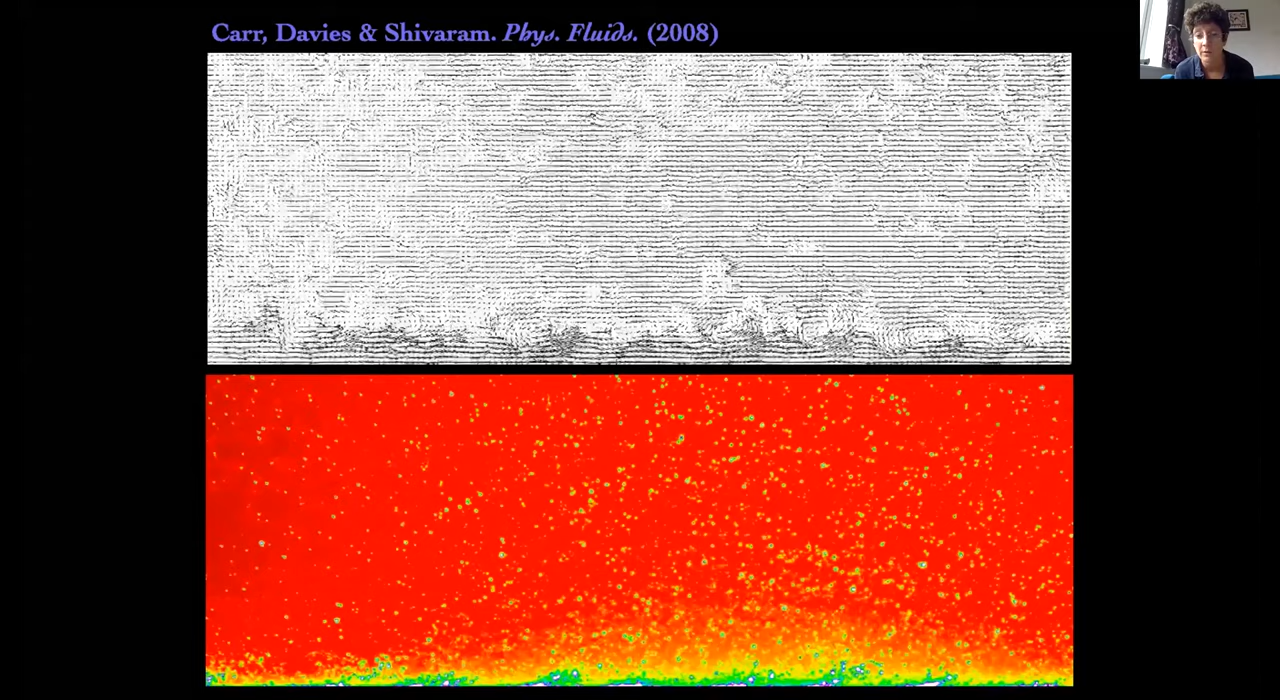 Carr, Davies & Shivaram. Phys. Fluids. (2008)